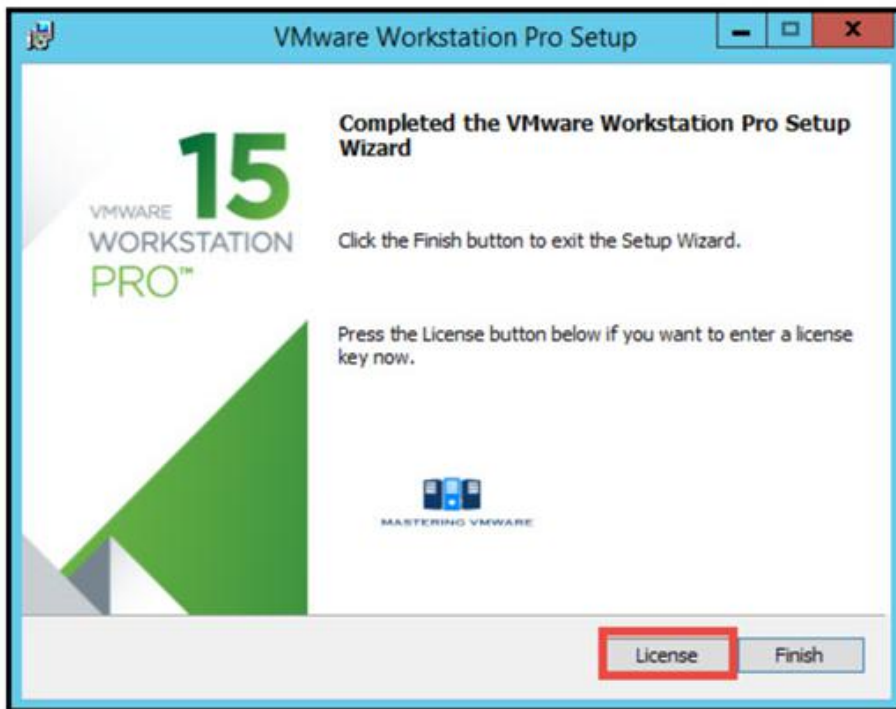 VMware Workstation Pro Setup
15
VMWARE
WORKSTATION
PRO™
Completed the VMware Workstation Pro Setup
Wizard
Click the Finish button to exit the Setup Wizard.
Press the License button below if you want to enter a license
key now.
MASTERING VMWARE
License
Finish